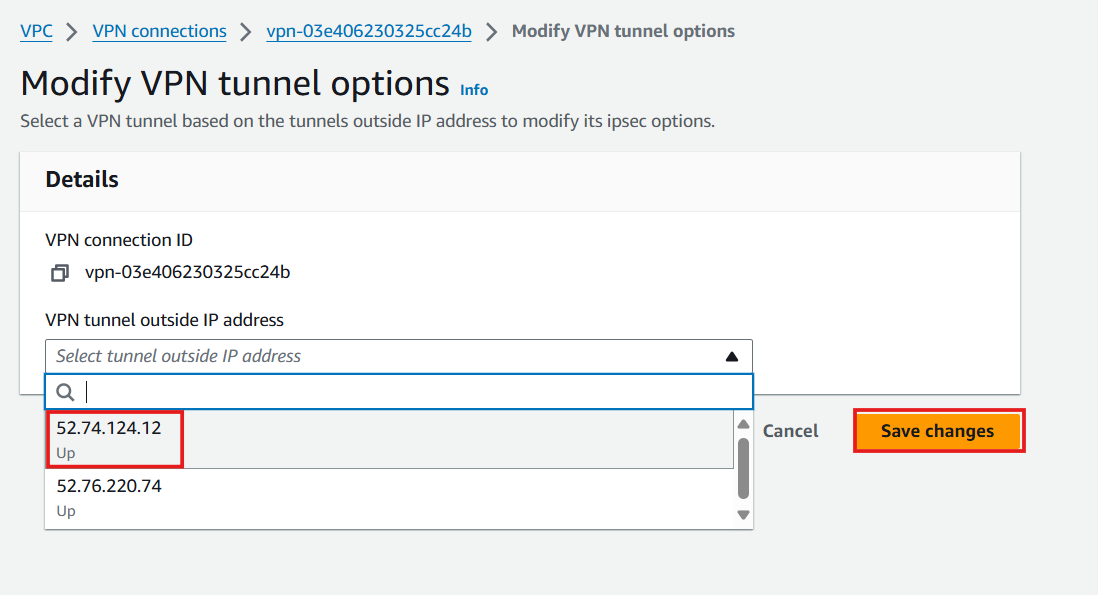 VPC > VPN connections > vpn-03e406230325cc24b > Modify VPN tunnel options
Modify VPN tunnel options Info
Select a VPN tunnel based on the tunnels outside IP address to modify its ipsec options.
Details
VPN connection ID
vpn-03e406230325cc24b
VPN tunnel outside IP address
Select tunnel outside IP address
52.74.124.12
Up
52.76.220.74
Up
Cancel
Save changes